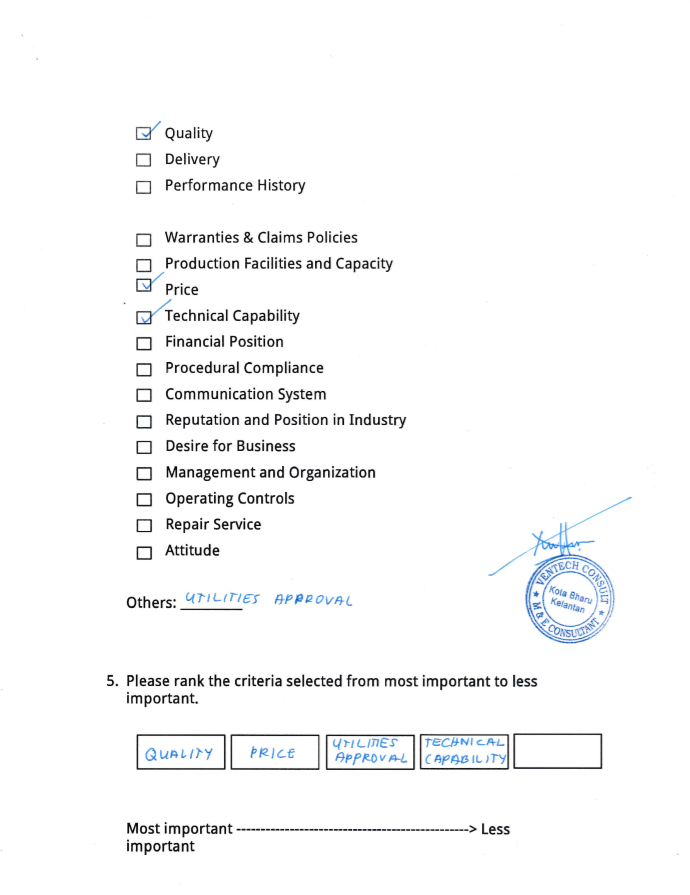 Quality
Delivery
Performance History
Warranties & Claims Policies
Production Facilities and Capacity
Price
Technical Capability
Financial Position
Procedural Compliance
Communication System
Reputation and Position in Industry
Desire for Business
Management and Organization
Operating Controls
Repair Service
Attitude
VENTECH CONSULT
Kota Bharu
Kelantan
M & E CONSULTANT
Others: UTILITIES APPROVAL
5. Please rank the criteria selected from most important to less
important.
QUALITY PRICE UTILITIES APPROVAL TECHNICAL CAPABILITY
Most important ------------------------------------------------> Less
important